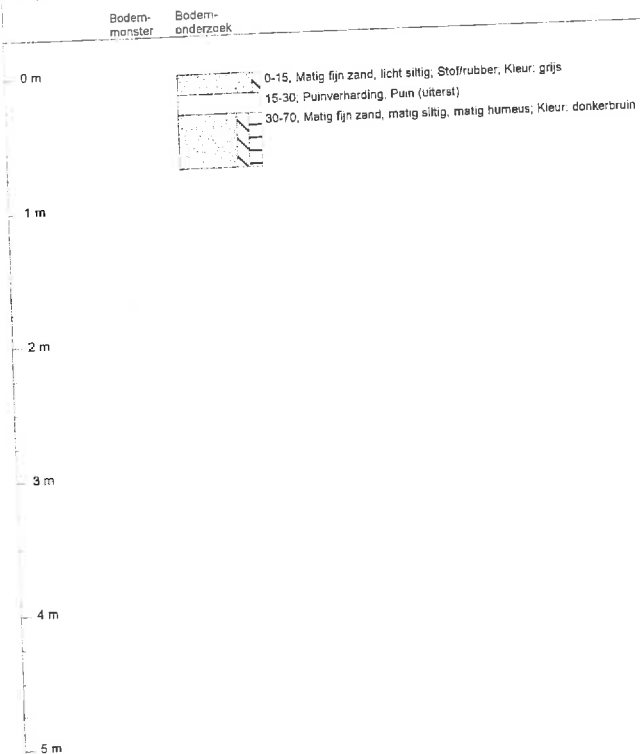 Bodem-
monster
Bodem-
onderzoek
0 m
0-15, Matig fijn zand, licht siltig; Stof/rubber; Kleur: grijs
15-30; Puinverharding, Puin (uiterst)
30-70, Matig fijn zand, matig siltig, matig humeus; Kleur: donkerbruin
1 m
2 m
3 m
4 m
5 m